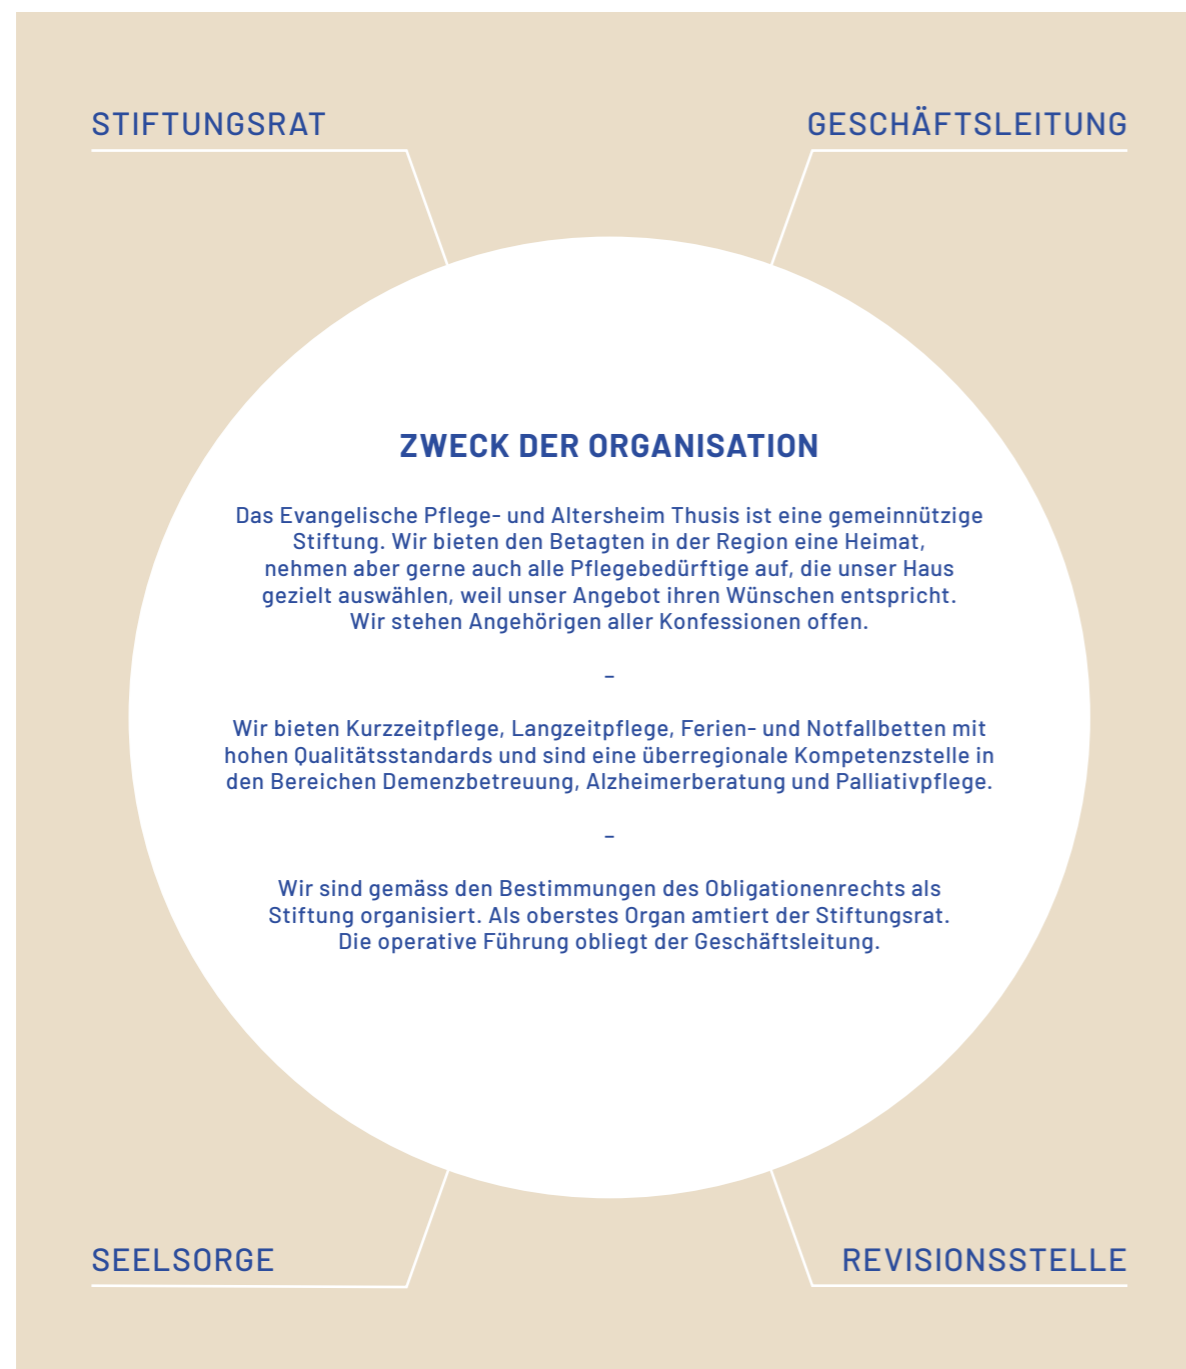 STIFTUNGSRAT
GESCHÄFTSLEITUNG
ZWECK DER ORGANISATION
Das Evangelische Pflege- und Altersheim Thusis ist eine gemeinnützige
Stiftung. Wir bieten den Betagten in der Region eine Heimat,
nehmen aber gerne auch alle Pflegebedürftige auf, die unser Haus
gezielt auswählen, weil unser Angebot ihren Wünschen entspricht.
Wir stehen Angehörigen aller Konfessionen offen.
–
Wir bieten Kurzzeitpflege, Langzeitpflege, Ferien- und Notfallbetten mit
hohen Qualitätsstandards und sind eine überregionale Kompetenzstelle in
den Bereichen Demenzbetreuung, Alzheimerberatung und Palliativpflege.
–
Wir sind gemäss den Bestimmungen des Obligationenrechts als
Stiftung organisiert. Als oberstes Organ amtiert der Stiftungsrat.
Die operative Führung obliegt der Geschäftsleitung.
SEELSORGE
REVISIONSSTELLE